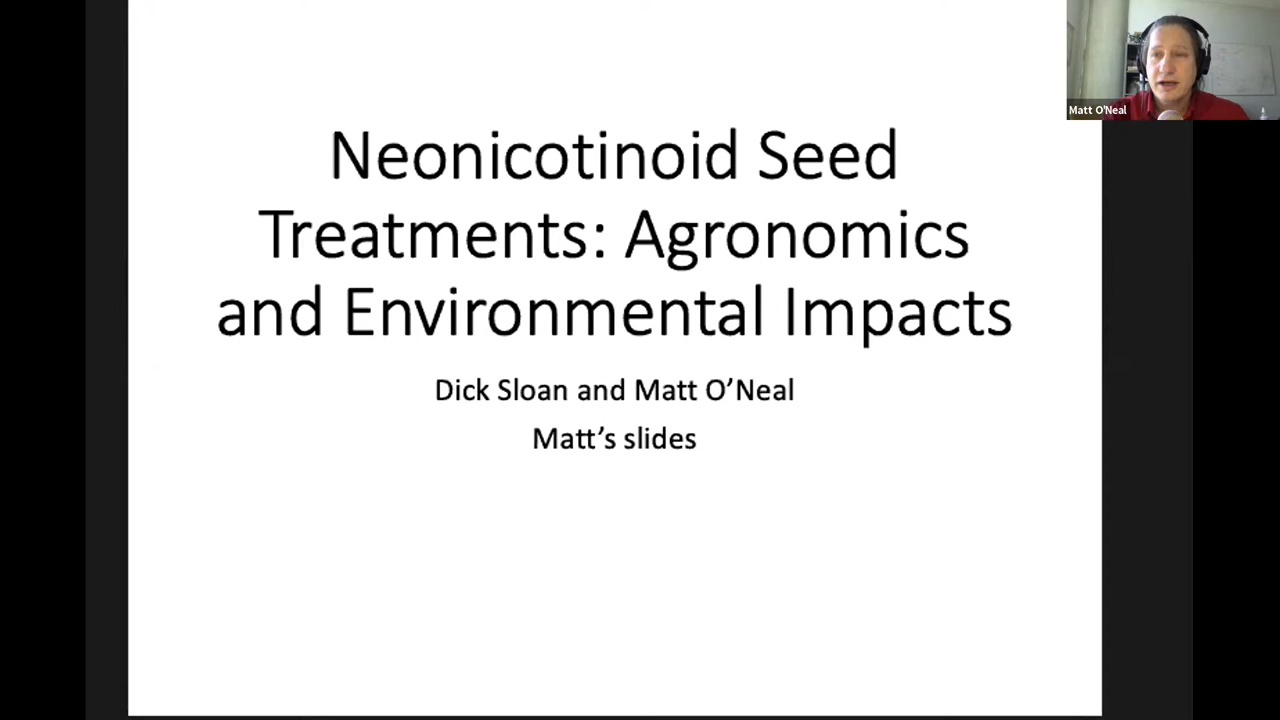 Neonicotinoid Seed
Treatments: Agronomics
and Environmental Impacts
Dick Sloan and Matt O’Neal
Matt’s slides
Matt O'Neal